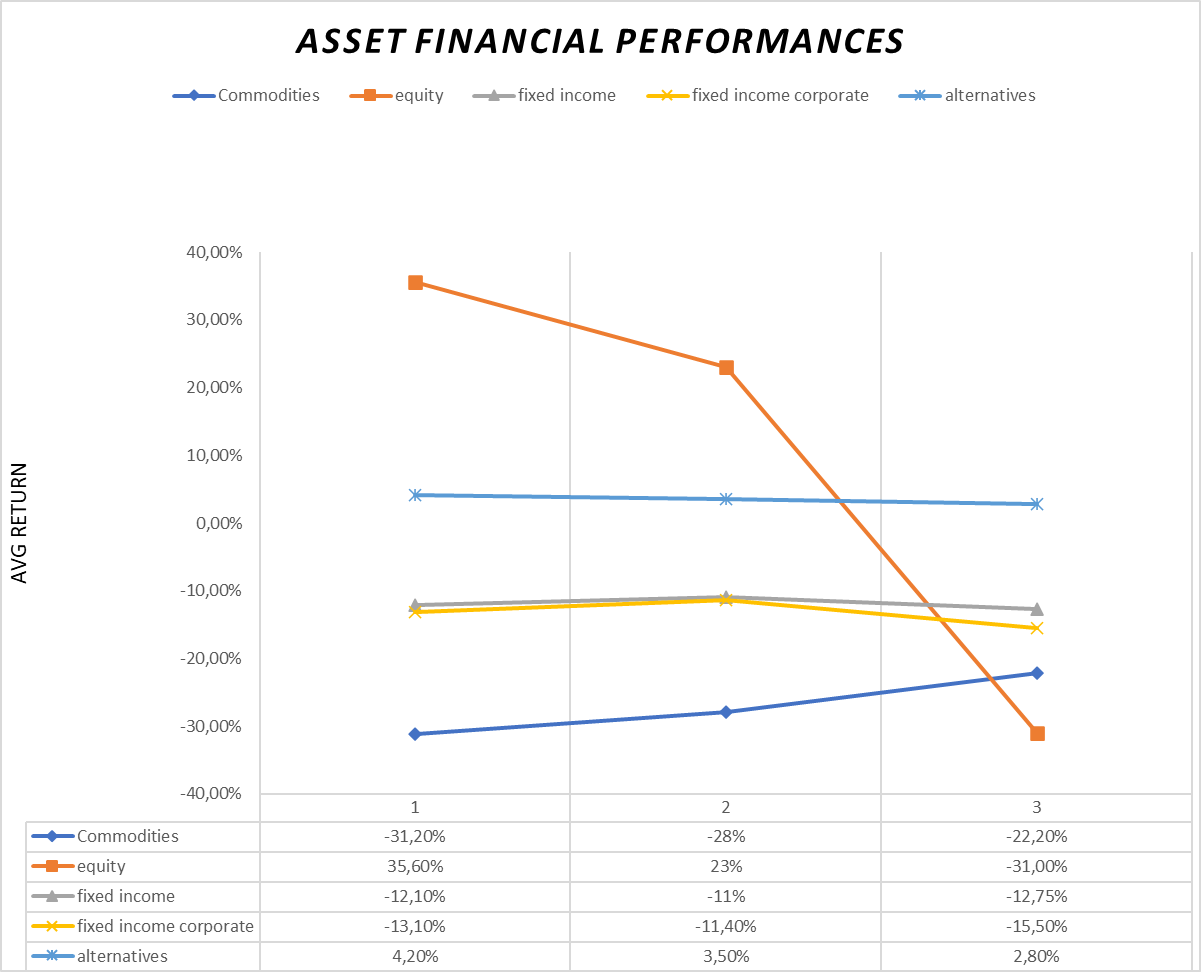 ASSET FINANCIAL PERFORMANCES
Commodities equity fixed income fixed income corporate alternatives
AVG RETURN
40,00%
30,00%
20,00%
10,00%
0,00%
-10,00%
-20,00%
-30,00%
-40,00%
1 2 3
Commodities -31,20% -28% -22,20%
equity 35,60% 23% -31,00%
fixed income -12,10% -11% -12,75%
fixed income corporate -13,10% -11,40% -15,50%
alternatives 4,20% 3,50% 2,80%